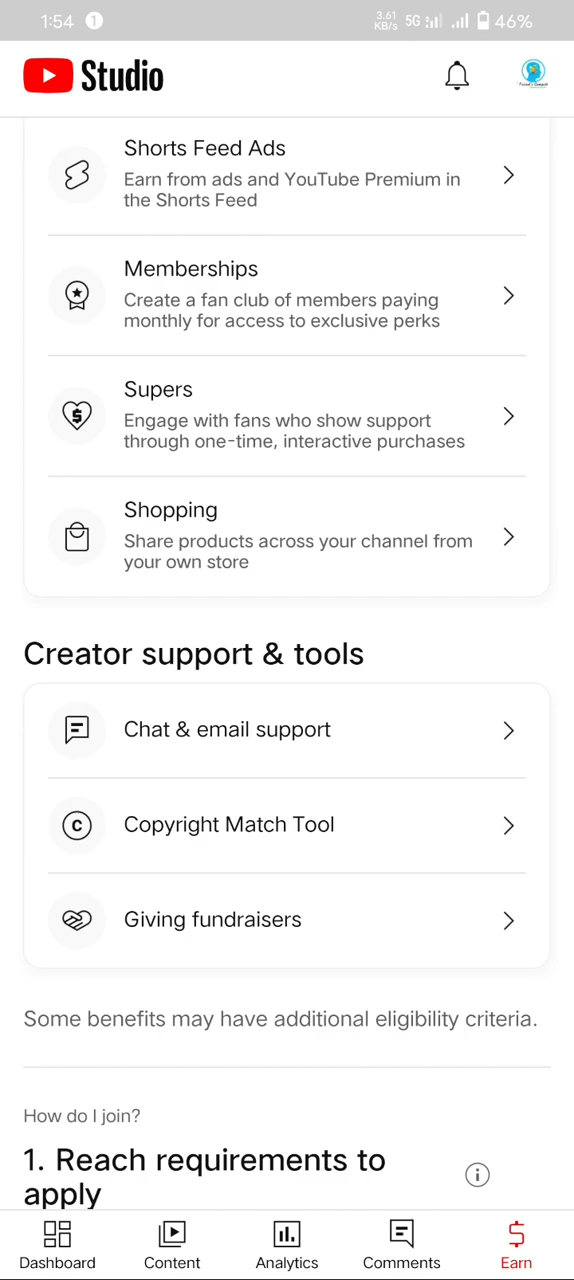 1:54 1 3.61 KB/s 5G 46%
Studio
Shorts Feed Ads
Earn from ads and YouTube Premium in
the Shorts Feed
Memberships
Create a fan club of members paying
monthly for access to exclusive perks
Supers
Engage with fans who show support
through one-time, interactive purchases
Shopping
Share products across your channel from
your own store
Creator support & tools
Chat & email support
Copyright Match Tool
Giving fundraisers
Some benefits may have additional eligibility criteria.
How do I join?
1. Reach requirements to
apply
Dashboard Content Analytics Comments Earn